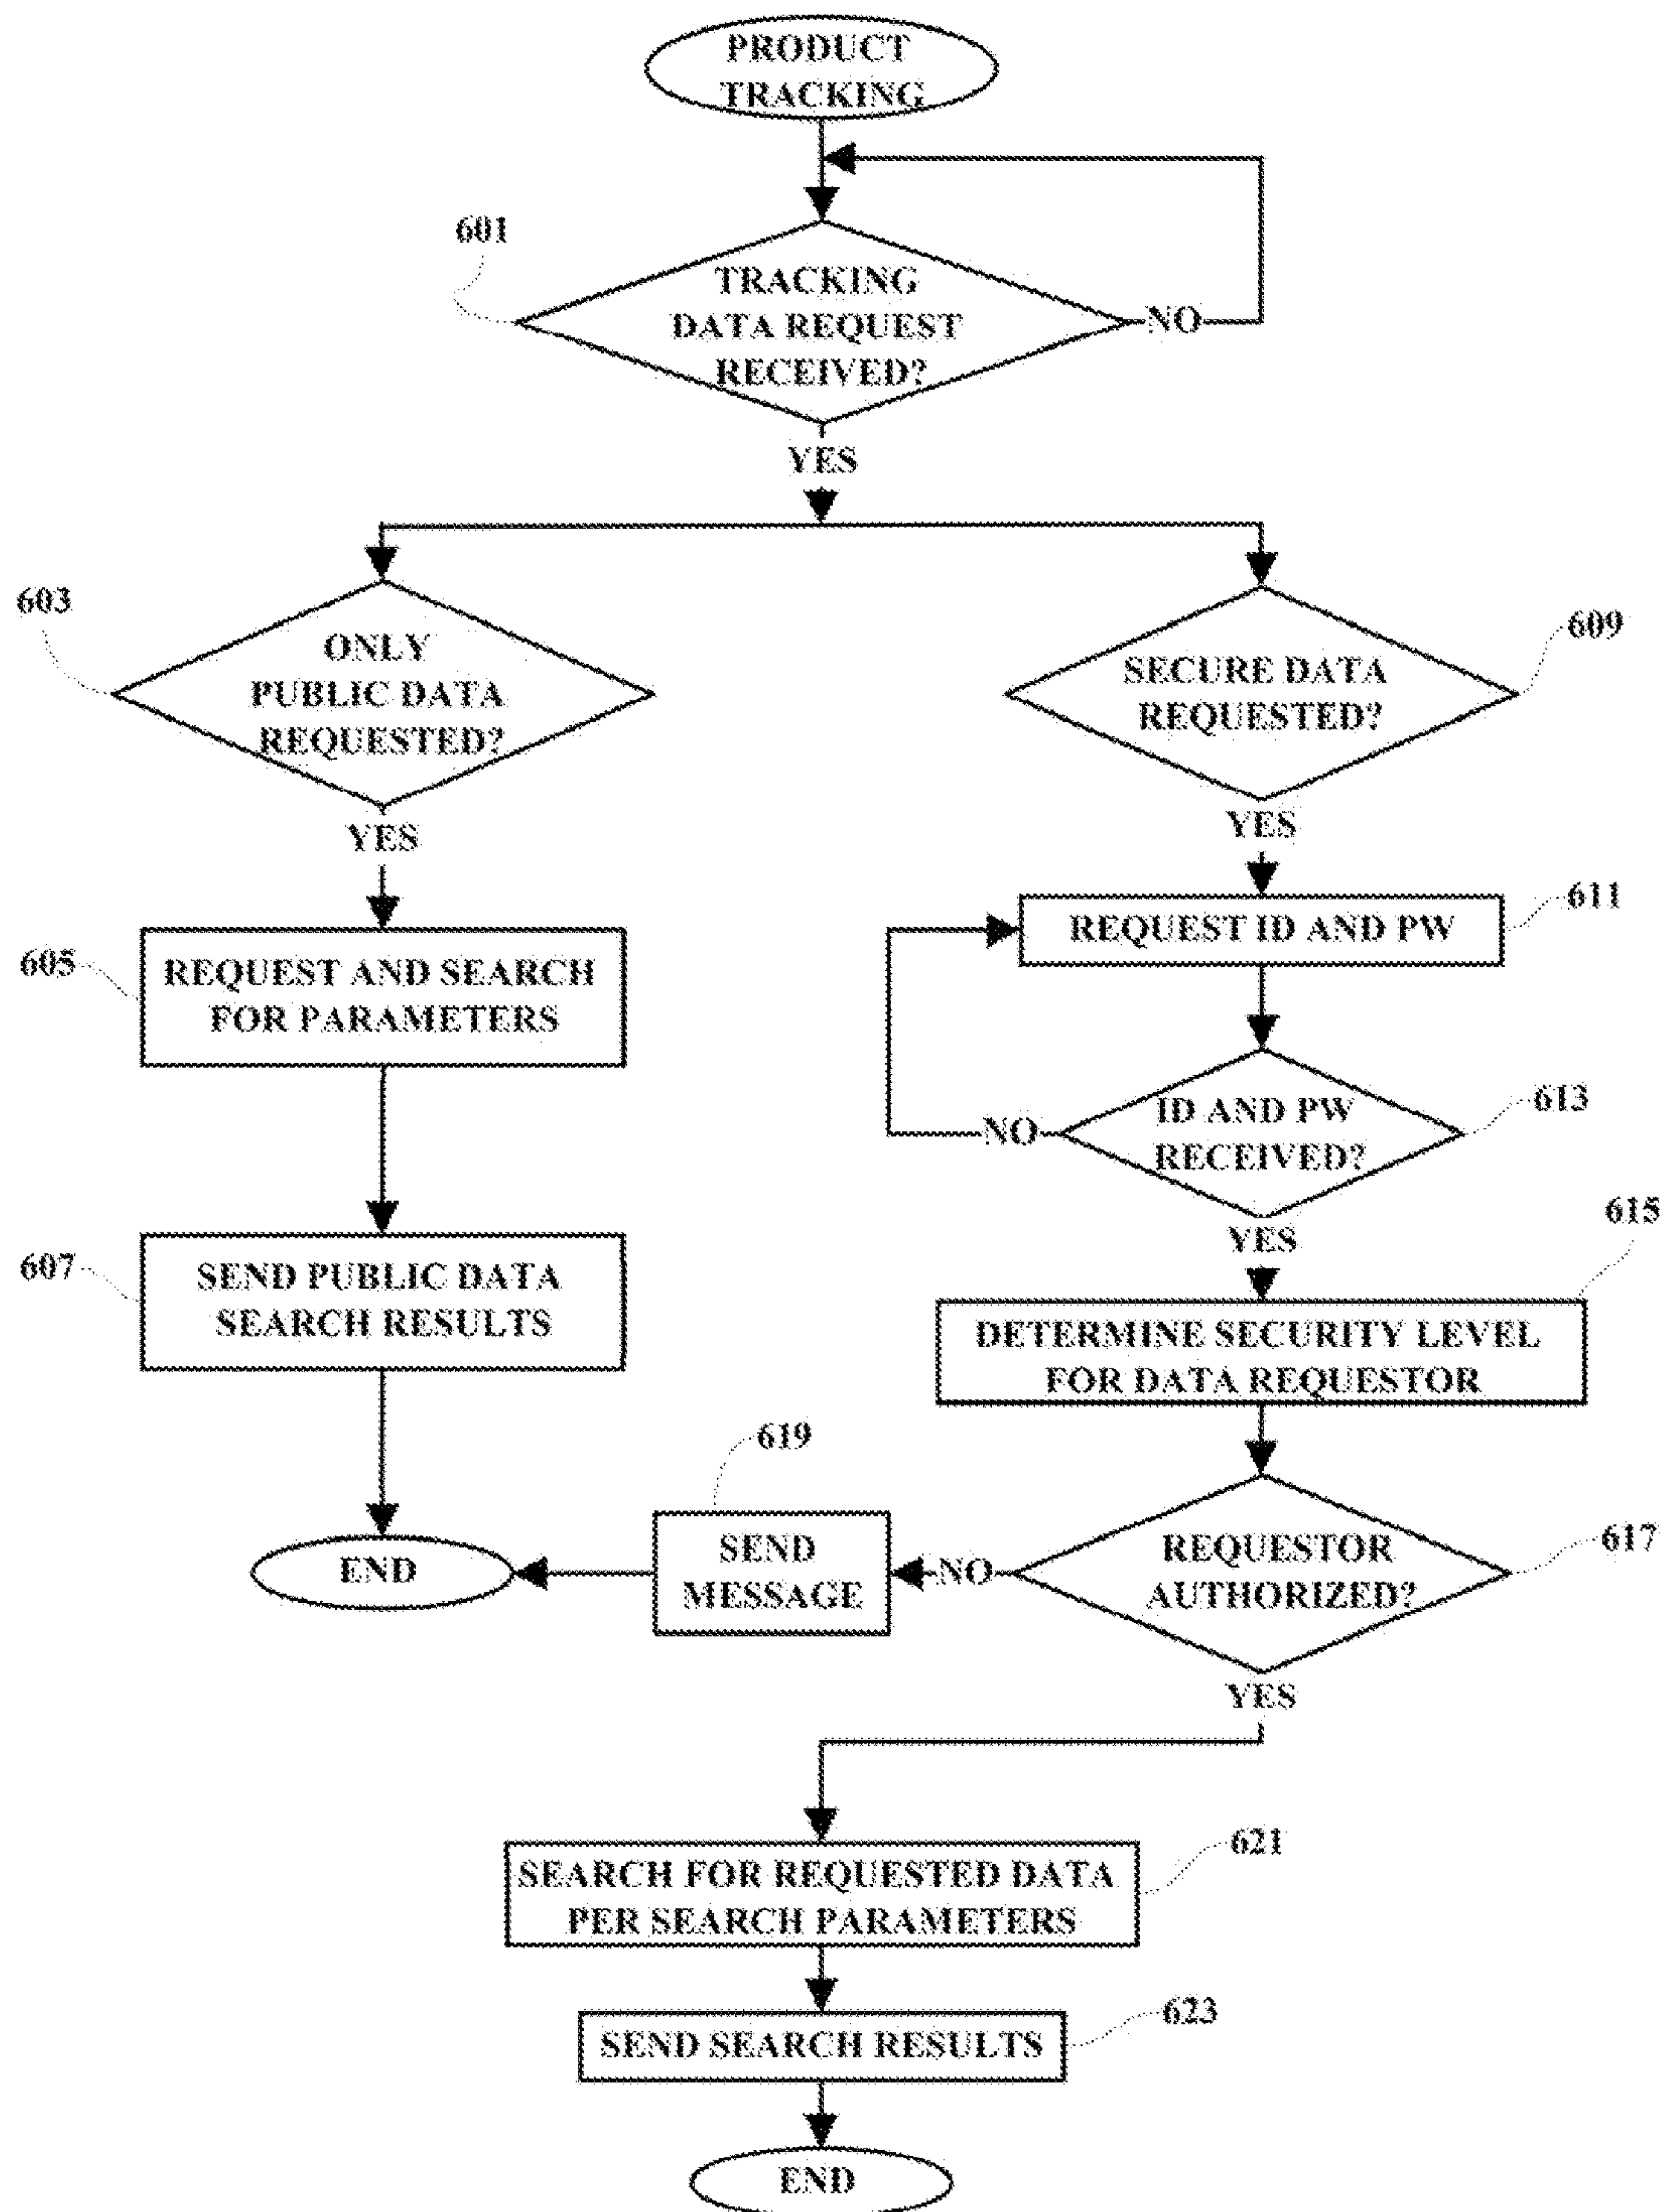 PRODUCT
TRACKING
601
TRACKING
DATA REQUEST
RECEIVED?
NO
YES
603
ONLY
PUBLIC DATA
REQUESTED?
YES
609
SECURE DATA
REQUESTED?
YES
605
REQUEST AND SEARCH
FOR PARAMETERS
611
REQUEST ID AND PW
613
ID AND PW
RECEIVED?
NO
YES
607
SEND PUBLIC DATA
SEARCH RESULTS
615
DETERMINE SECURITY LEVEL
FOR DATA REQUESTOR
617
REQUESTOR
AUTHORIZED?
NO
619
SEND
MESSAGE
END
YES
621
SEARCH FOR REQUESTED DATA
PER SEARCH PARAMETERS
623
SEND SEARCH RESULTS
END